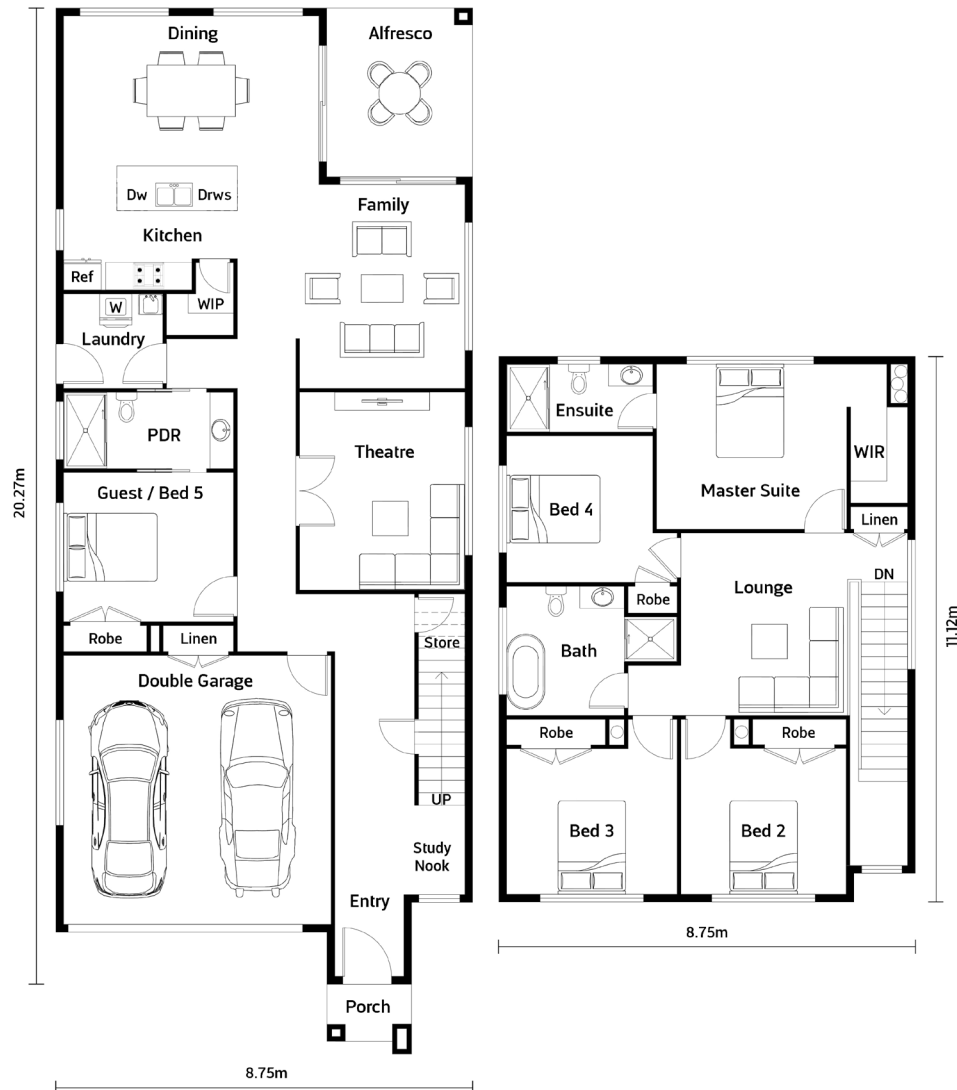 Dining
Alfresco
Dw
Drws
Family
Kitchen
Ref
WIP
W
Laundry
PDR
Theatre
Guest / Bed 5
Robe
Linen
Store
Double Garage
UP
Study
Nook
Entry
Porch
20.27m
8.75m
Ensuite
WIR
Master Suite
Bed 4
Linen
DN
Lounge
Robe
Bath
Robe
Robe
Bed 3
Bed 2
11.12m
8.75m